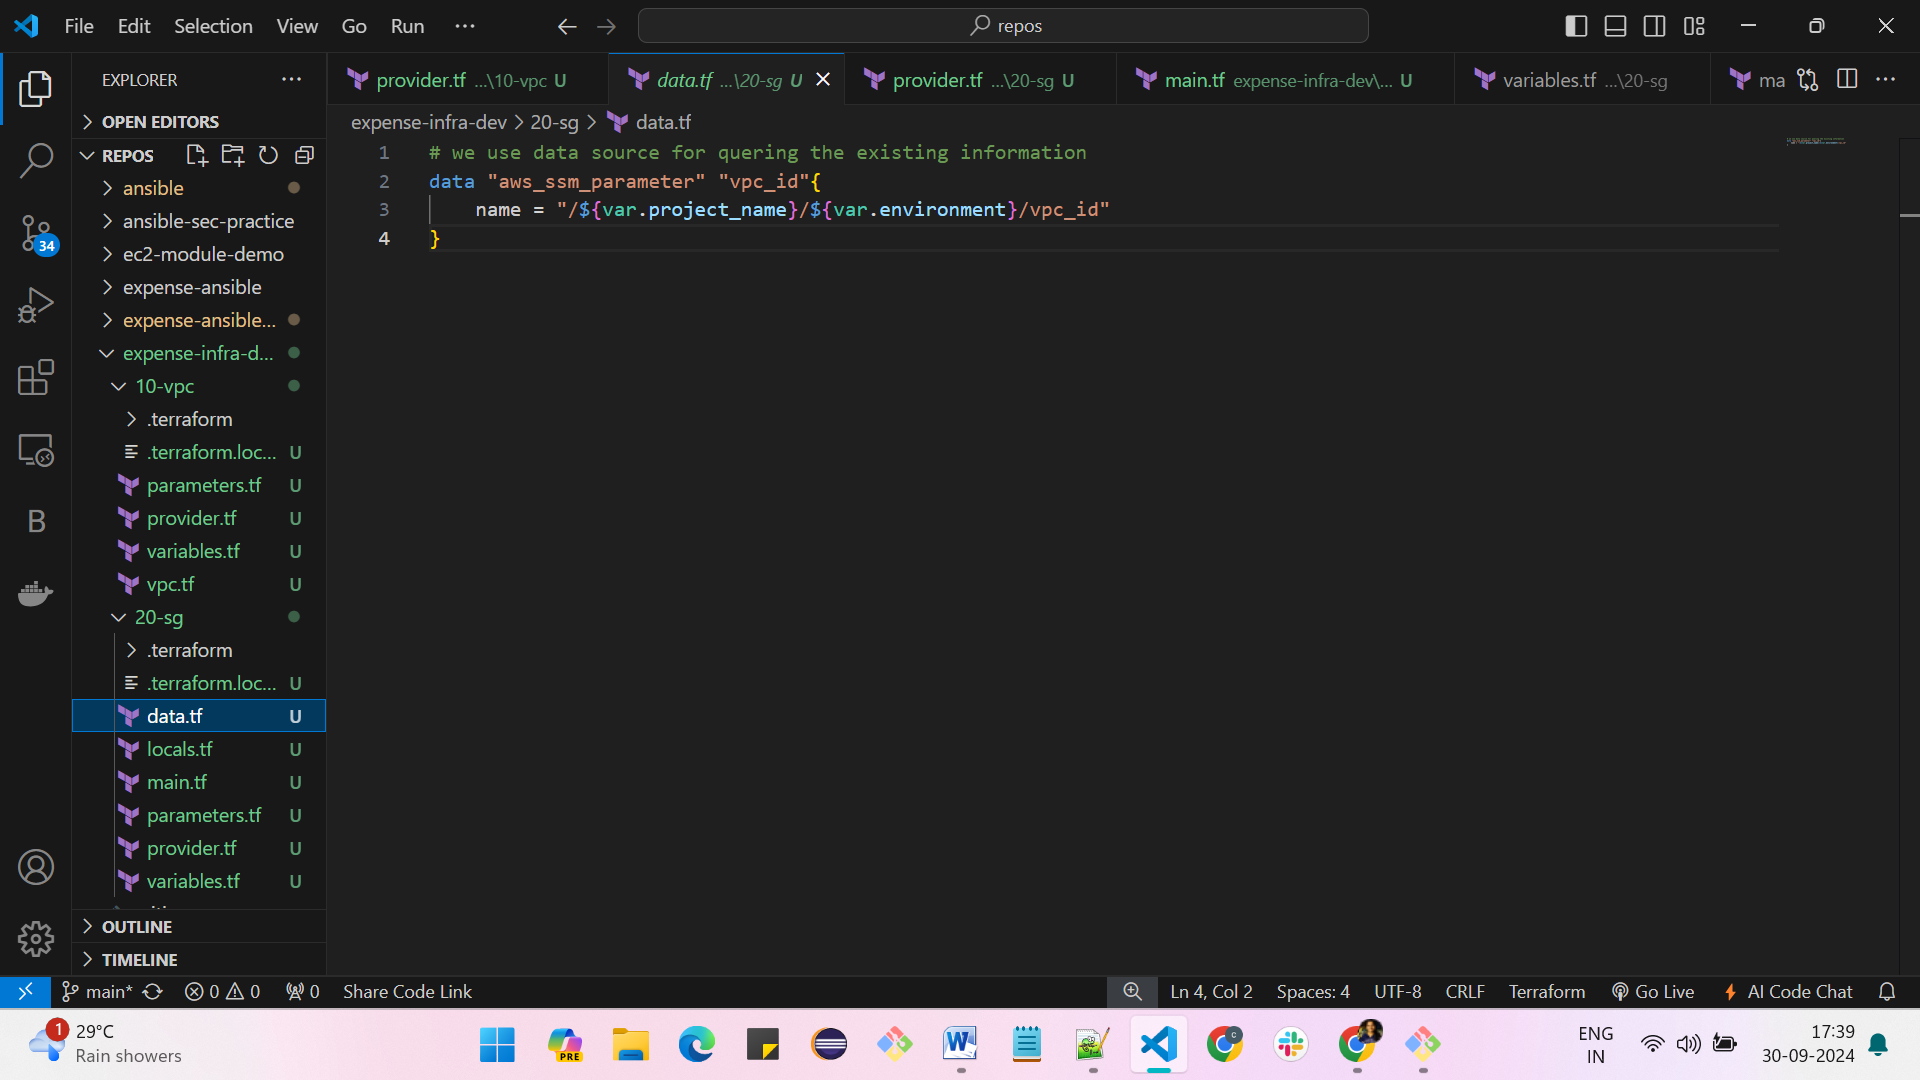 File Edit Selection View Go Run ··· repos
EXPLORER ···
OPEN EDITORS
REPOS
ansible
ansible-sec-practice
ec2-module-demo
expense-ansible
expense-ansible...
expense-infra-d...
10-vpc
.terraform
.terraform.loc... U
parameters.tf U
provider.tf U
variables.tf U
vpc.tf U
20-sg
.terraform
.terraform.loc... U
data.tf U
locals.tf U
main.tf U
parameters.tf U
provider.tf U
variables.tf U
OUTLINE
TIMELINE
34
B
provider.tf ...\10-vpc U data.tf ...\20-sg U provider.tf ...\20-sg U main.tf expense-infra-dev\... U variables.tf ...\20-sg ma ···
expense-infra-dev > 20-sg > data.tf
1 # we use data source for quering the existing information
2 data "aws_ssm_parameter" "vpc_id"{
3 name = "/${var.project_name}/${var.environment}/vpc_id"
4 }
main* 0 0 0 Share Code Link Ln 4, Col 2 Spaces: 4 UTF-8 CRLF Terraform Go Live AI Code Chat
1 29°C
Rain showers
PRE
W
C
ENG
IN
17:39
30-09-2024